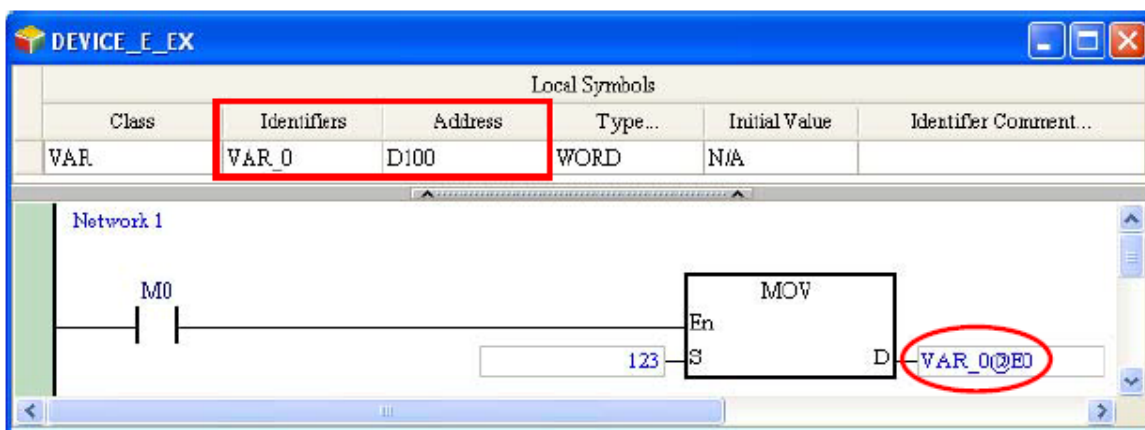 DEVICE_E_EX
Local Symbols
Class Identifiers Address Type... Initial Value Identifier Comment...
VAR VAR_0 D100 WORD N/A
Network 1
M0
MOV
En
123 S D VAR_0@E0